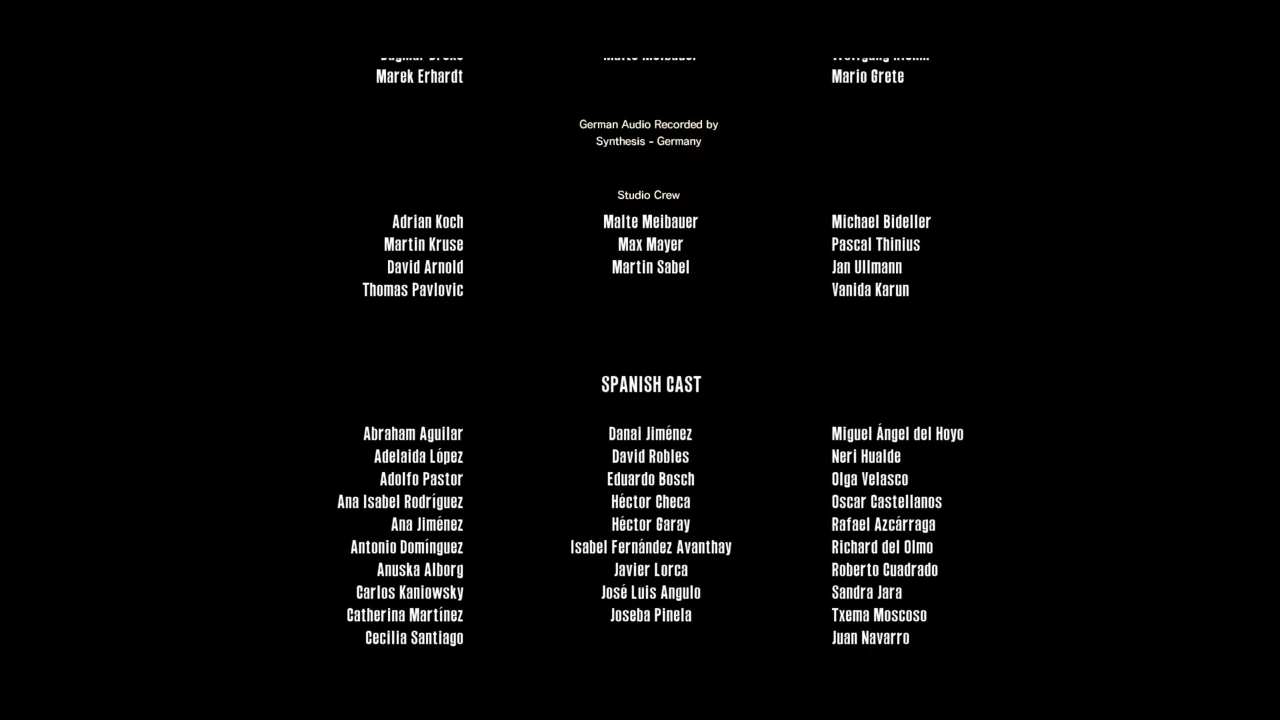 Marek Erhardt Mario Grete
German Audio Recorded by
Synthesis - Germany
Studio Crew
Adrian Koch Malte Meibauer Michael Bideller
Martin Kruse Max Mayer Pascal Thinius
David Arnold Martin Sabel Jan Ullmann
Thomas Pavlovic Vanida Karun
SPANISH CAST
Abraham Aguilar Danai Jiménez Miguel Ángel del Hoyo
Adelaida López David Robles Neri Hualde
Adolfo Pastor Eduardo Bosch Olga Velasco
Ana Isabel Rodríguez Héctor Checa Oscar Castellanos
Ana Jiménez Héctor Garay Rafael Azcárraga
Antonio Domínguez Isabel Fernández Avanthay Richard del Olmo
Anuska Alborg Javier Lorca Roberto Cuadrado
Carlos Kaniowsky José Luis Angulo Sandra Jara
Catherina Martínez Joseba Pinela Txema Moscoso
Cecilia Santiago Juan Navarro